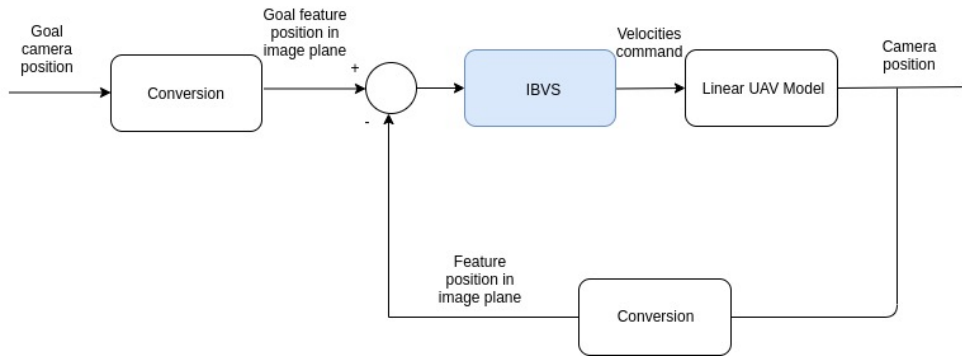 Goal
camera
position
Conversion
Goal feature
position in
image plane
+
-
IBVS
Velocities
command
Linear UAV Model
Camera
position
Feature
position in
image plane
Conversion